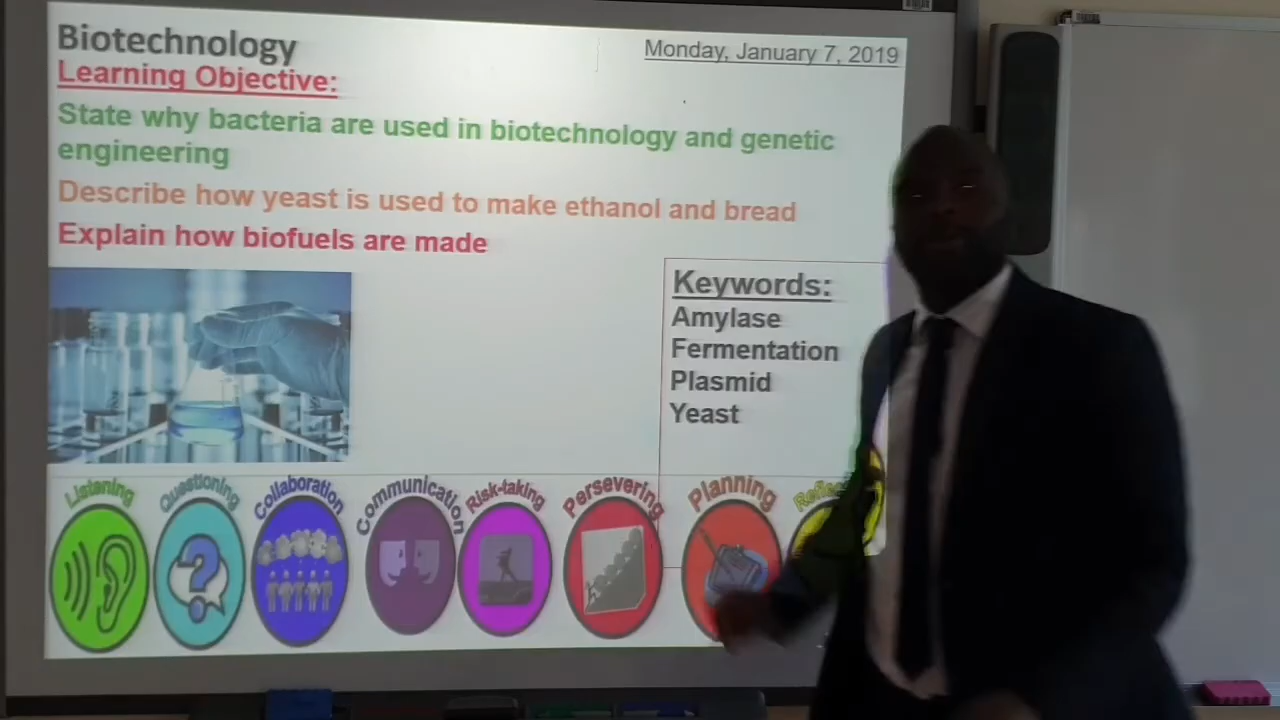 Biotechnology
Monday, January 7, 2019
Learning Objective:
State why bacteria are used in biotechnology and genetic
engineering
Describe how yeast is used to make ethanol and bread
Explain how biofuels are made
Keywords:
Amylase
Fermentation
Plasmid
Yeast
Listening
Questioning
Collaboration
Communication
Risk-taking
Persevering
Planning